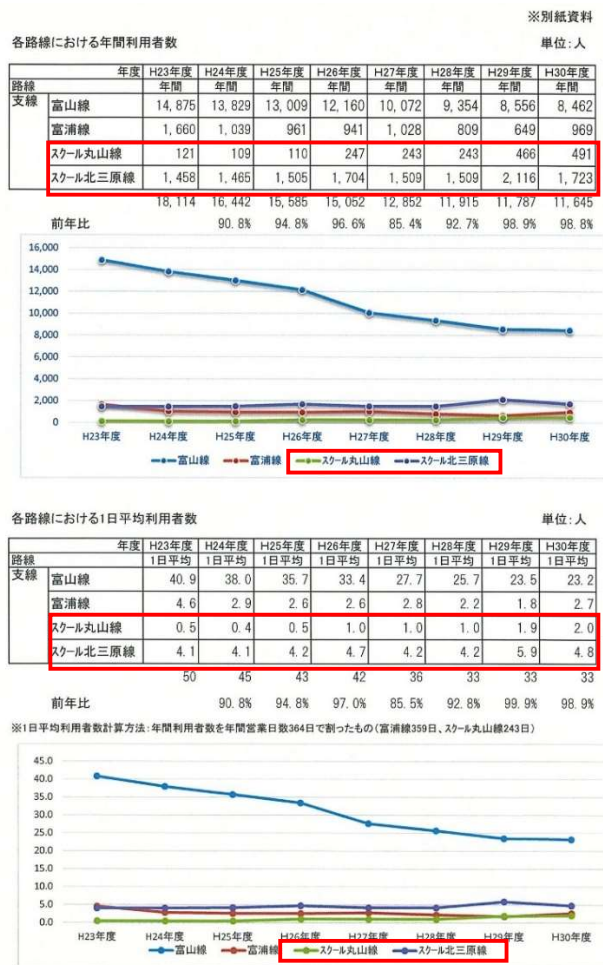 ※別紙資料
各路線における年間利用者数 単位：人
年度 H23年度 H24年度 H25年度 H26年度 H27年度 H28年度 H29年度 H30年度
路線 年間 年間 年間 年間 年間 年間 年間 年間
支線 富山線 14,875 13,829 13,009 12,160 10,072 9,354 8,556 8,462
富浦線 1,660 1,039 961 941 1,028 809 649 969
スクール丸山線 121 109 110 247 243 243 466 491
スクール北三原線 1,458 1,465 1,505 1,704 1,509 1,509 2,116 1,723
18,114 16,442 15,585 15,052 12,852 11,915 11,787 11,645
前年比 90.8% 94.8% 96.6% 85.4% 92.7% 98.9% 98.8%
16,000
14,000
12,000
10,000
8,000
6,000
4,000
2,000
0
H23年度 H24年度 H25年度 H26年度 H27年度 H28年度 H29年度 H30年度
富山線 富浦線 スクール丸山線 スクール北三原線
各路線における1日平均利用者数 単位：人
年度 H23年度 H24年度 H25年度 H26年度 H27年度 H28年度 H29年度 H30年度
路線 1日平均 1日平均 1日平均 1日平均 1日平均 1日平均 1日平均 1日平均
支線 富山線 40.9 38.0 35.7 33.4 27.7 25.7 23.5 23.2
富浦線 4.6 2.9 2.6 2.6 2.8 2.2 1.8 2.7
スクール丸山線 0.5 0.4 0.5 1.0 1.0 1.0 1.9 2.0
スクール北三原線 4.1 4.1 4.2 4.7 4.2 4.2 5.9 4.8
50 45 43 42 36 33 33 33
前年比 90.8% 94.8% 97.0% 85.5% 92.8% 99.9% 98.9%
※1日平均利用者数計算方法：年間利用者数を年間営業日数364日で割ったもの（富浦線359日、スクール丸山線243日）
45.0
40.0
35.0
30.0
25.0
20.0
15.0
10.0
5.0
0.0
H23年度 H24年度 H25年度 H26年度 H27年度 H28年度 H29年度 H30年度
富山線 富浦線 スクール丸山線 スクール北三原線